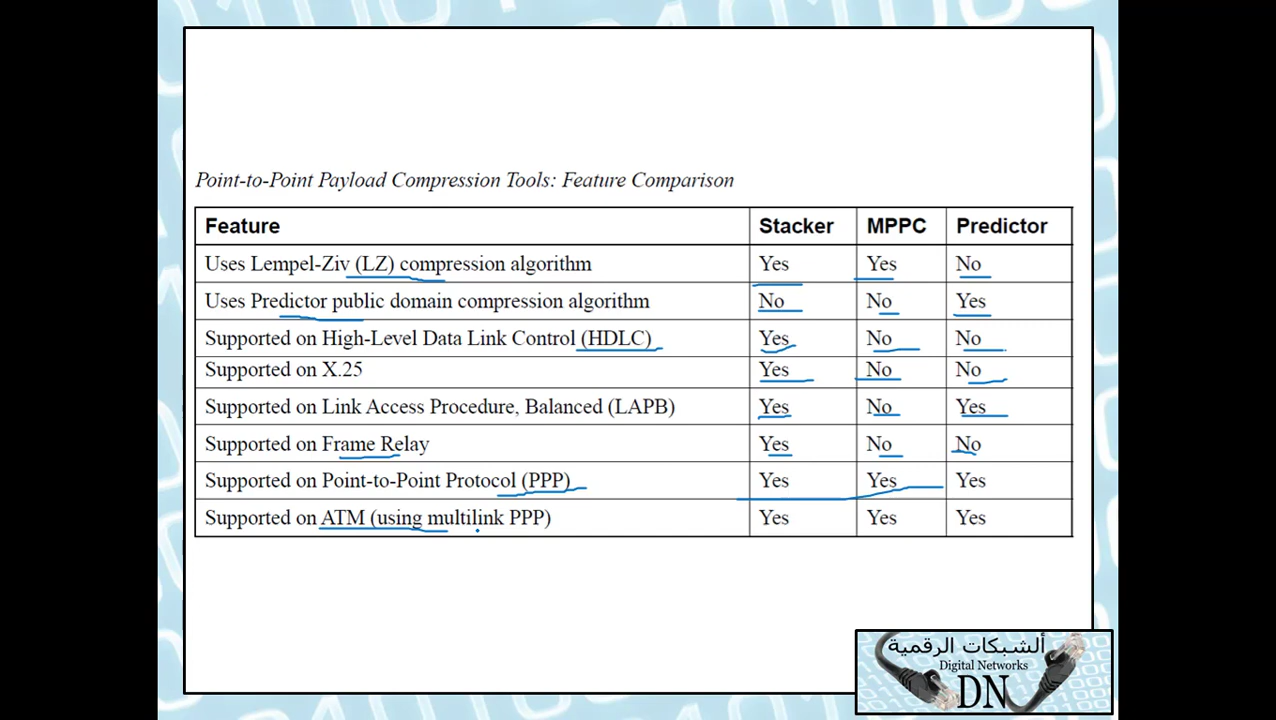 Point-to-Point Payload Compression Tools: Feature Comparison
Feature Stacker MPPC Predictor
Uses Lempel-Ziv (LZ) compression algorithm Yes Yes No
Uses Predictor public domain compression algorithm No No Yes
Supported on High-Level Data Link Control (HDLC) Yes No No
Supported on X.25 Yes No No
Supported on Link Access Procedure, Balanced (LAPB) Yes No Yes
Supported on Frame Relay Yes No No
Supported on Point-to-Point Protocol (PPP) Yes Yes Yes
Supported on ATM (using multilink PPP) Yes Yes Yes
ألشبكات الرقمية
Digital Networks
DN